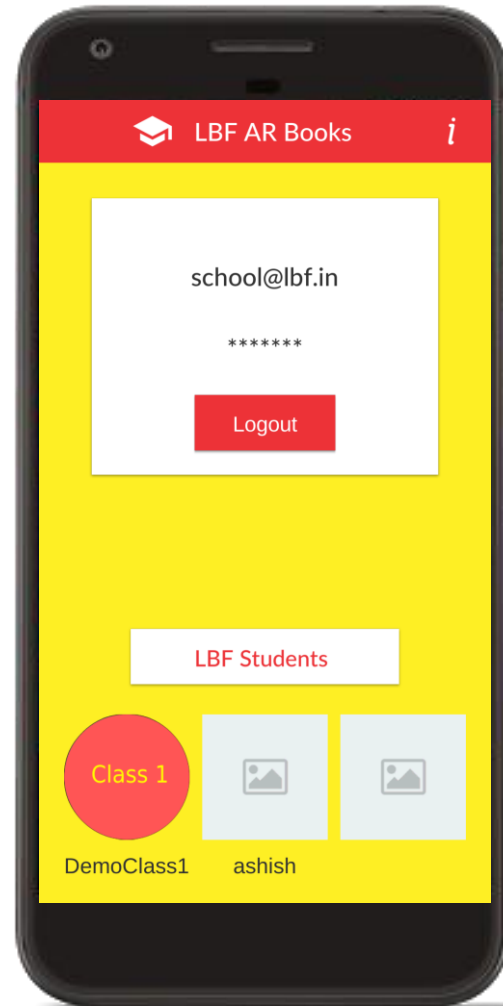 LBF AR Books i
school@lbf.in
*******
Logout
LBF Students
Class 1
DemoClass1 ashish